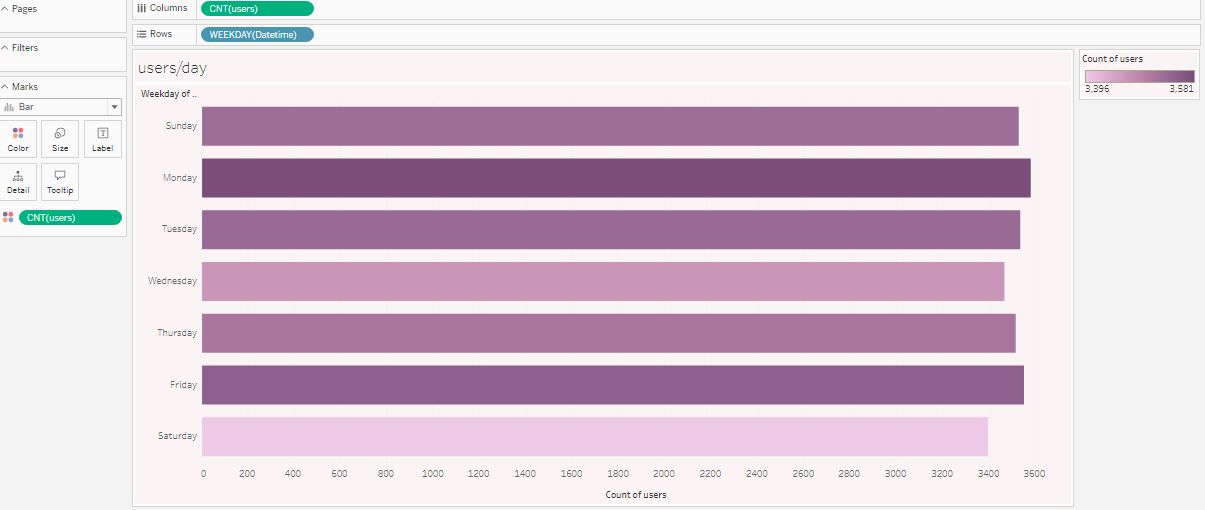 Pages
Columns
CNT(users)
Rows
WEEKDAY(Datetime)
Filters
Marks
Bar
Color
Size
Label
Detail
Tooltip
CNT(users)
users/day
Weekday of ..
Sunday
Monday
Tuesday
Wednesday
Thursday
Friday
Saturday
0 200 400 600 800 1000 1200 1400 1600 1800 2000 2200 2400 2600 2800 3000 3200 3400 3600
Count of users
Count of users
3,396 3,581